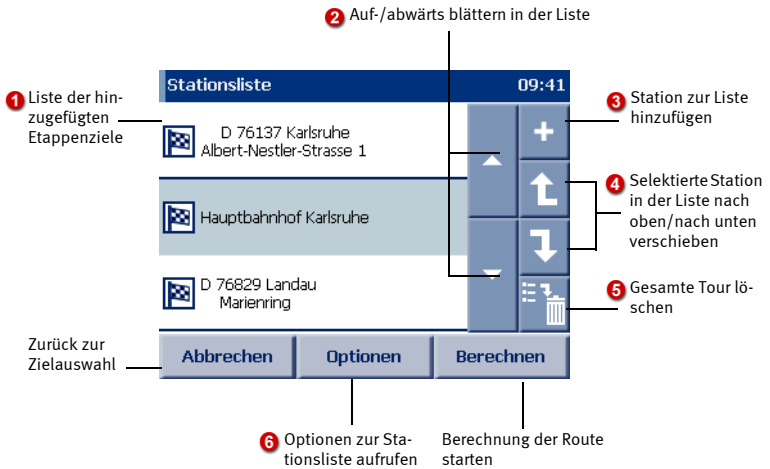 2 Auf-/abwärts blättern in der Liste
1 Liste der hin-
zugefügten
Etappenziele
Stationsliste 09:41
D 76137 Karlsruhe
Albert-Nestler-Strasse 1
Hauptbahnhof Karlsruhe
D 76829 Landau
Marienring
3 Station zur Liste
hinzufügen
4 Selektierte Station
in der Liste nach
oben/nach unten
verschieben
5 Gesamte Tour lö-
schen
Zurück zur
Zielauswahl
Abbrechen Optionen Berechnen
6 Optionen zur Sta-
tionsliste aufrufen
Berechnung der Route
starten